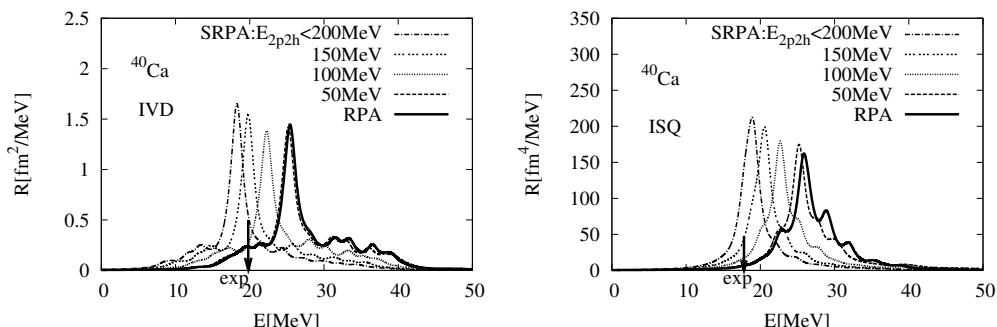 2.5
2
1.5
1
0.5
0
R[fm²/MeV]
⁴⁰Ca
IVD
SRPA:E₂ₚ₂ₕ<200MeV
150MeV
100MeV
50MeV
RPA
exp
0 10 20 30 40 50
E[MeV]
350
300
250
200
150
100
50
0
R[fm⁴/MeV]
⁴⁰Ca
ISQ
SRPA:E₂ₚ₂ₕ<200MeV
150MeV
100MeV
50MeV
RPA
exp
0 10 20 30 40 50
E[MeV]